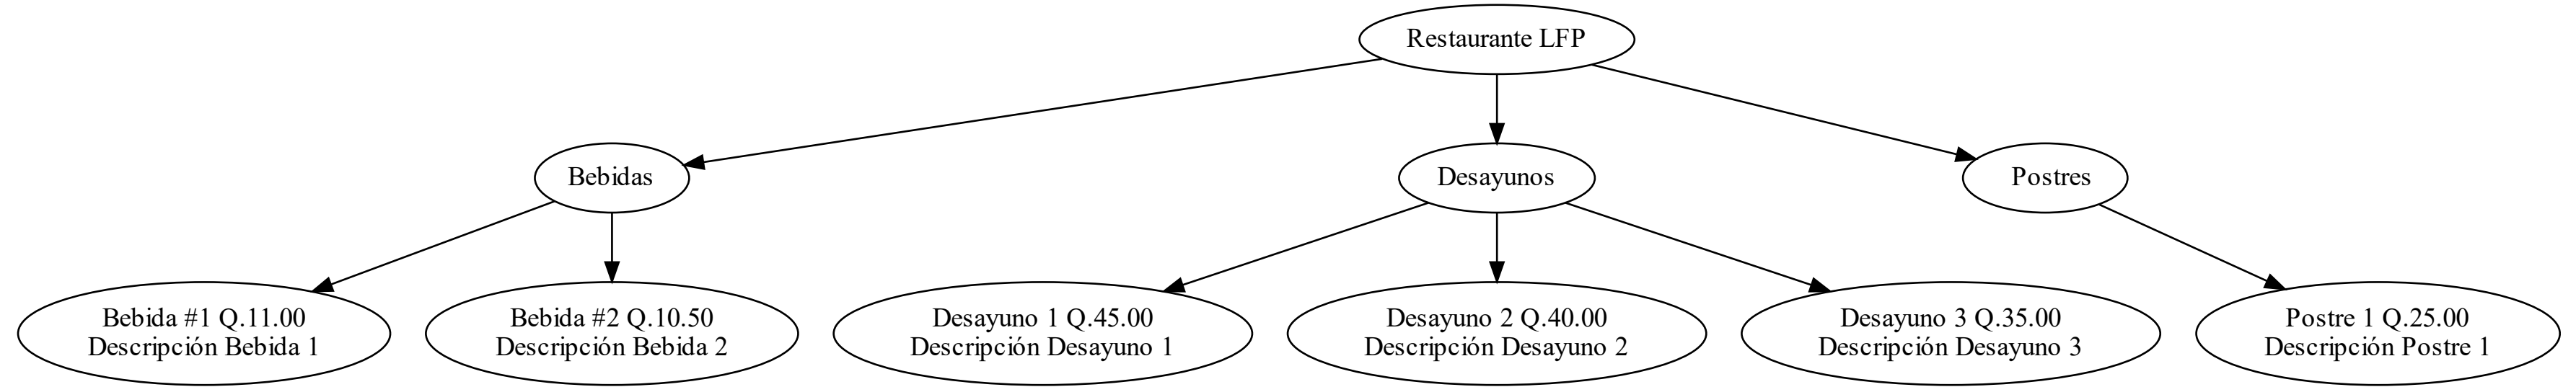 Restaurante LFP
Bebidas
Desayunos
Postres
Bebida #1 Q.11.00
Descripción Bebida 1
Bebida #2 Q.10.50
Descripción Bebida 2
Desayuno 1 Q.45.00
Descripción Desayuno 1
Desayuno 2 Q.40.00
Descripción Desayuno 2
Desayuno 3 Q.35.00
Descripción Desayuno 3
Postre 1 Q.25.00
Descripción Postre 1